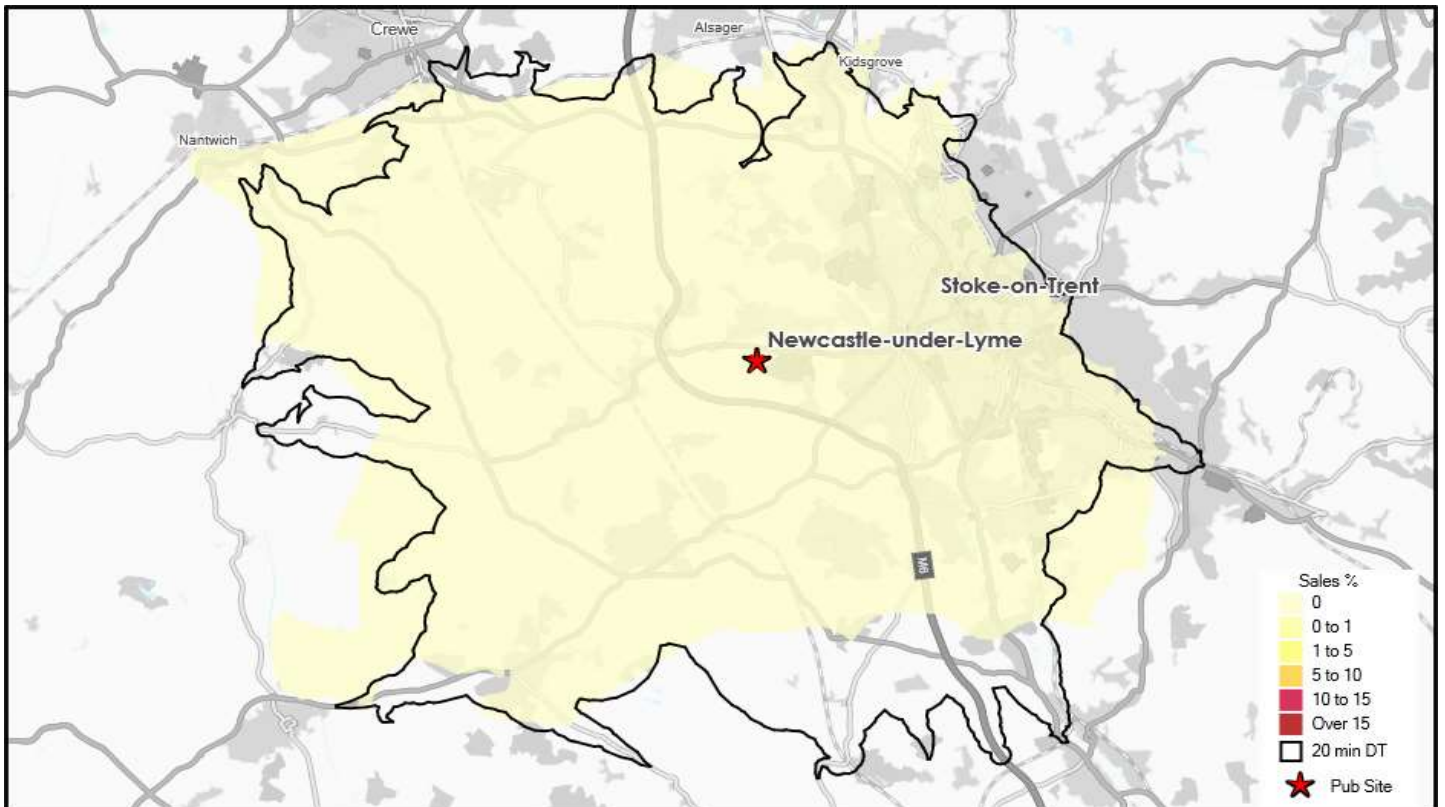 Crewe
Alsager
Kidsgrove
Nantwich
Stoke-on-Trent
Newcastle-under-Lyme
M6
Sales %
0
0 to 1
1 to 5
5 to 10
10 to 15
Over 15
20 min DT
Pub Site